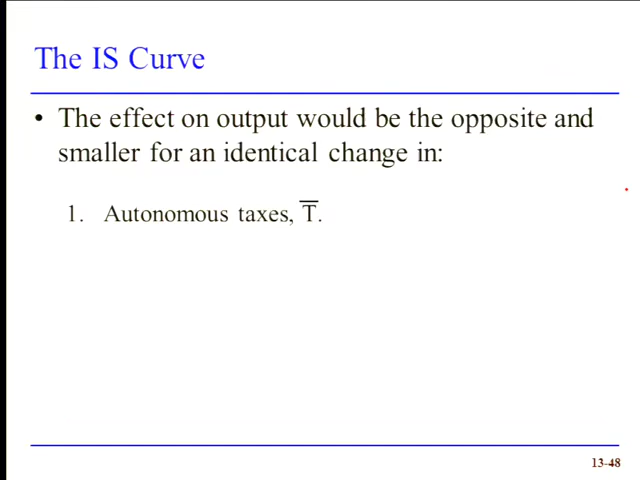 The IS Curve
• The effect on output would be the opposite and
smaller for an identical change in:
1. Autonomous taxes, T̅.
13-48